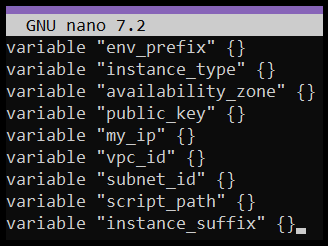 GNU nano 7.2
variable "env_prefix" {}
variable "instance_type" {}
variable "availability_zone" {}
variable "public_key" {}
variable "my_ip" {}
variable "vpc_id" {}
variable "subnet_id" {}
variable "script_path" {}
variable "instance_suffix" {}